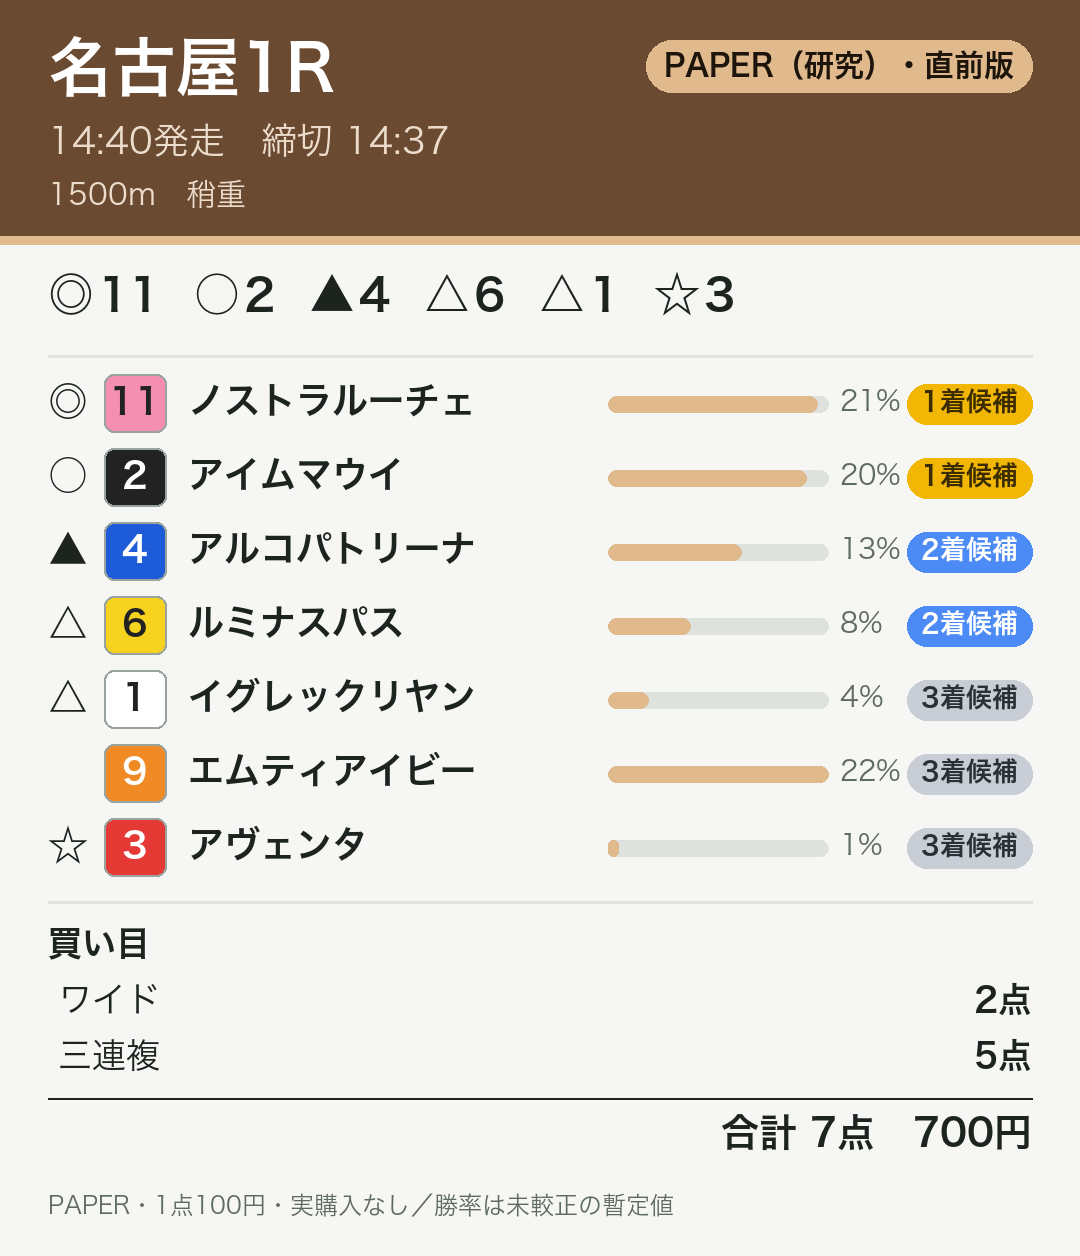 名古屋1R
PAPER（研究）・直前版
14:40発走　締切 14:37
1500m　稍重
◎11 ○2 ▲4 △6 △1 ☆3
◎ 11 ノストラルーチェ 21% 1着候補
○ 2 アイムマウイ 20% 1着候補
▲ 4 アルコパトリーナ 13% 2着候補
△ 6 ルミナスパス 8% 2着候補
△ 1 イグレックリヤン 4% 3着候補
9 エムティアイビー 22% 3着候補
☆ 3 アヴェンタ 1% 3着候補
買い目
ワイド 2点
三連複 5点
合計 7点　700円
PAPER・1点100円・実購入なし／勝率は未較正の暫定値